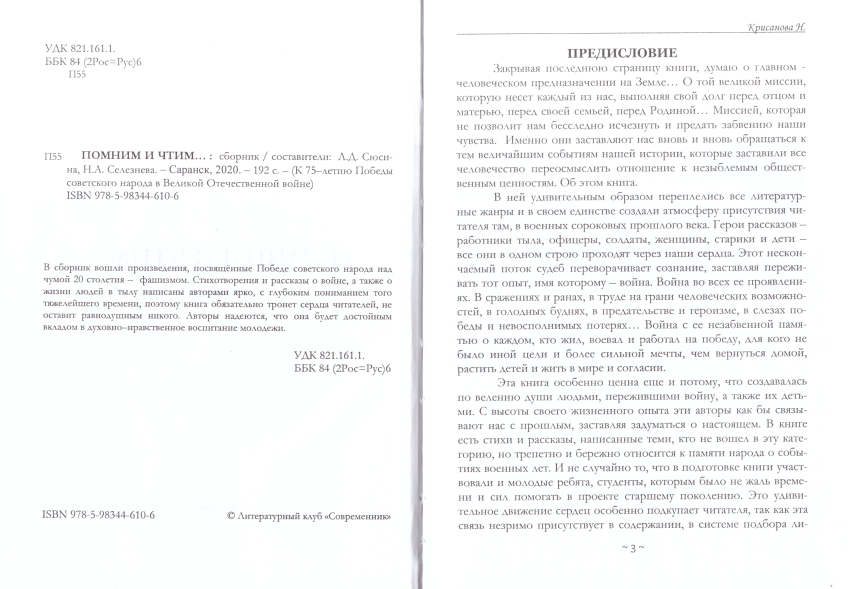 УДК 821.161.1.
ББК 84 (2Рос=Рус)6
П55
П55 ПОМНИМ И ЧТИМ… : сборник / составители: Л.Д. Сюси-
на, Н.А. Селезнева. – Саранск, 2020. – 192 с. – (К 75–летию Победы
советского народа в Великой Отечественной войне)
ISBN 978-5-98344-610-6
В сборник вошли произведения, посвящённые Победе советского народа над
чумой 20 столетия – фашизмом. Стихотворения и рассказы о войне, а также о
жизни людей в тылу написаны авторами ярко, с глубоким пониманием того
тяжелейшего времени, поэтому книга обязательно тронет сердца читателей, не
оставит равнодушным никого. Авторы надеются, что она будет достойным
вкладом в духовно–нравственное воспитание молодежи.
УДК 821.161.1.
ББК 84 (2Рос=Рус)6
ISBN 978-5-98344-610-6 © Литературный клуб «Современник»
Крисанова Н.
ПРЕДИСЛОВИЕ
Закрывая последнюю страницу книги, думаю о главном -
человеческом предназначении на Земле… О той великой миссии,
которую несет каждый из нас, выполняя свой долг перед отцом и
матерью, перед своей семьей, перед Родиной… Миссией, которая
не позволит нам бесследно исчезнуть и предать забвению наши
чувства. Именно они заставляют нас вновь и вновь обращаться к
тем величайшим событиям нашей истории, которые заставили все
человечество переосмыслить отношение к незыблемым общест-
венным ценностям. Об этом книга.
В ней удивительным образом переплелись все литератур-
ные жанры и в своем единстве создали атмосферу присутствия чи-
тателя там, в военных сороковых прошлого века. Герои рассказов –
работники тыла, офицеры, солдаты, женщины, старики и дети –
все они в одном строю проходят через наши сердца. Этот нескон-
чаемый поток судеб переворачивает сознание, заставляя пережи-
вать тот опыт, имя которому – война. Война во всех ее проявлени-
ях. В сражениях и ранах, в труде на грани человеческих возможно-
стей, в голодных буднях, в предательстве и героизме, в слезах по-
беды и невосполнимых потерях… Война с ее незабвенной памя-
тью о каждом, кто жил, воевал и работал на победу, для кого не
было иной цели и более сильной мечты, чем вернуться домой,
растить детей и жить в мире и согласии.
Эта книга особенно ценна еще и потому, что создавалась
по велению души людьми, пережившими войну, а также их деть-
ми. С высоты своего жизненного опыта эти авторы как бы связы-
вают нас с прошлым, заставляя задуматься о настоящем. В книге
есть стихи и рассказы, написанные теми, кто не вошел в эту кате-
горию, но трепетно и бережно относится к памяти народа о собы-
тиях военных лет. И не случайно то, что в подготовке книги участ-
вовали и молодые ребята, студенты, которым было не жаль време-
ни и сил помогать в проекте старшему поколению. Это удиви-
тельное движение сердец особенно подкупает читателя, так как эта
связь незримо присутствует в содержании, в системе подбора ли-
~ 3 ~